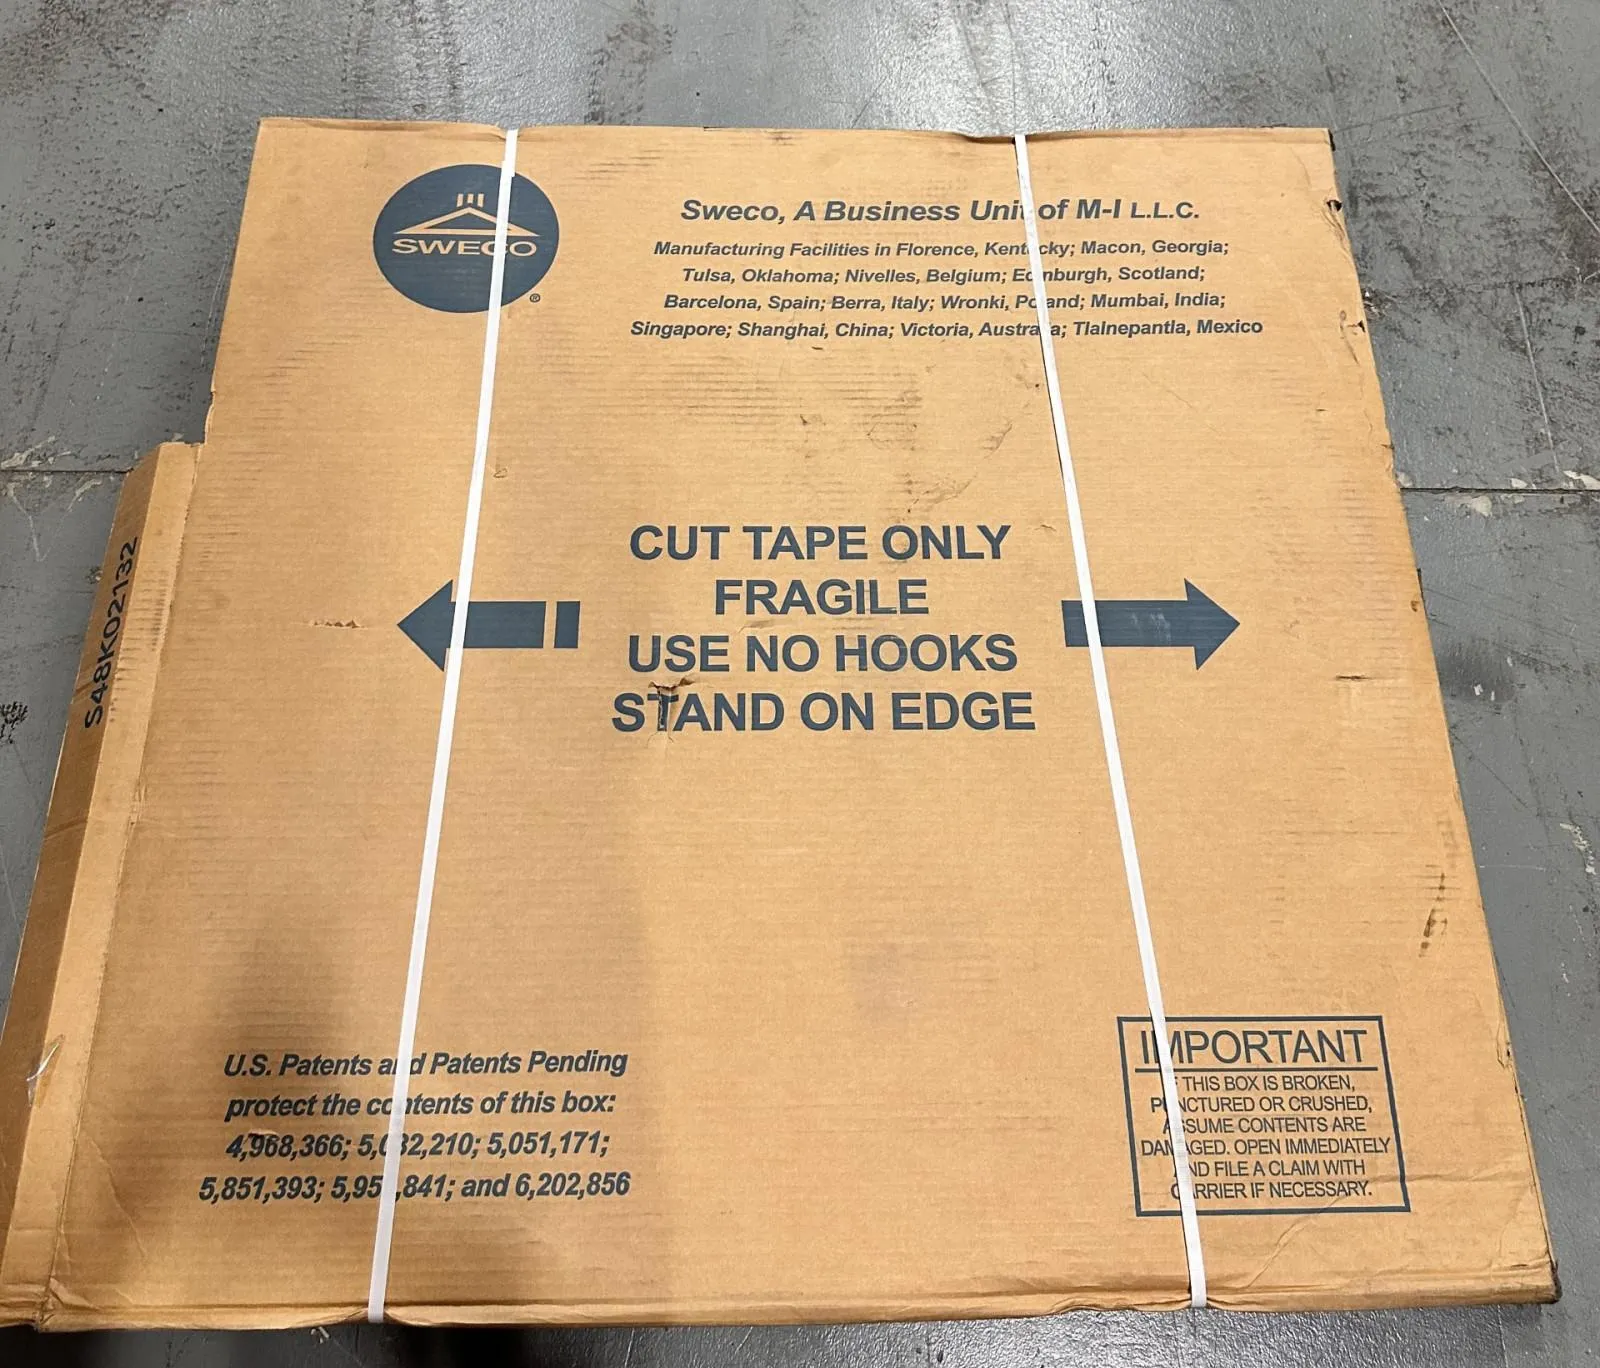 SWECO
®
Sweco, A Business Unit of M-I L.L.C.
Manufacturing Facilities in Florence, Kentucky; Macon, Georgia;
Tulsa, Oklahoma; Nivelles, Belgium; Edinburgh, Scotland;
Barcelona, Spain; Berra, Italy; Wronki, Poland; Mumbai, India;
Singapore; Shanghai, China; Victoria, Australia; Tlalnepantla, Mexico
S48K02132
CUT TAPE ONLY
FRAGILE
USE NO HOOKS
STAND ON EDGE
U.S. Patents and Patents Pending
protect the contents of this box:
4,968,366; 5,051,171;
5,851,393; and 6,202,856
IMPORTANT
IF THIS BOX IS BROKEN,
PUNCTURED OR CRUSHED,
ASSUME CONTENTS ARE
DAMAGED. OPEN IMMEDIATELY
AND FILE A CLAIM WITH
CARRIER IF NECESSARY.